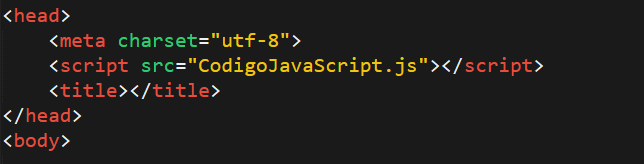 <head>
    <meta charset="utf-8">
    <script src="CodigoJavaScript.js"></script>
    <title></title>
</head>
<body>